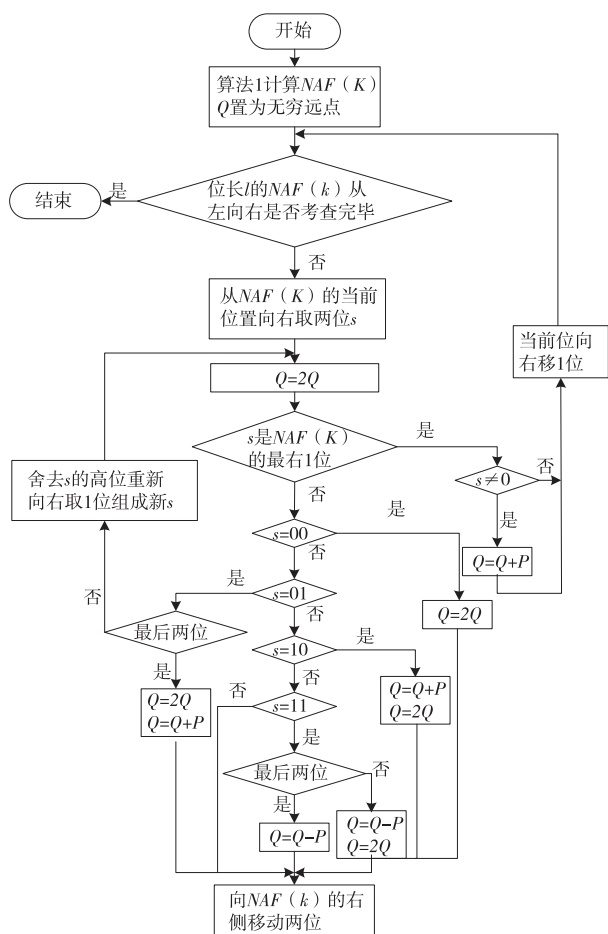 开始
算法1计算NAF（K）
Q置为无穷远点
结束
是
位长l的NAF（k）从
左向右是否考查完毕
否
从NAF（K）的当前
位置向右取两位s
当前位向
右移1位
Q=2Q
s是NAF（K）
的最右1位
是
舍去s的高位重新
向右取1位组成新s
s≠0
否
否
是
是
s=00
否
Q=Q+P
是
s=01
否
Q=2Q
否
最后两位
s=10
是
是
否
Q=2Q
Q=Q+P
否
s=11
Q=Q+P
Q=2Q
是
最后两位
否
是
Q=Q−P
Q=Q−P
Q=2Q
向NAF（k）的右
侧移动两位